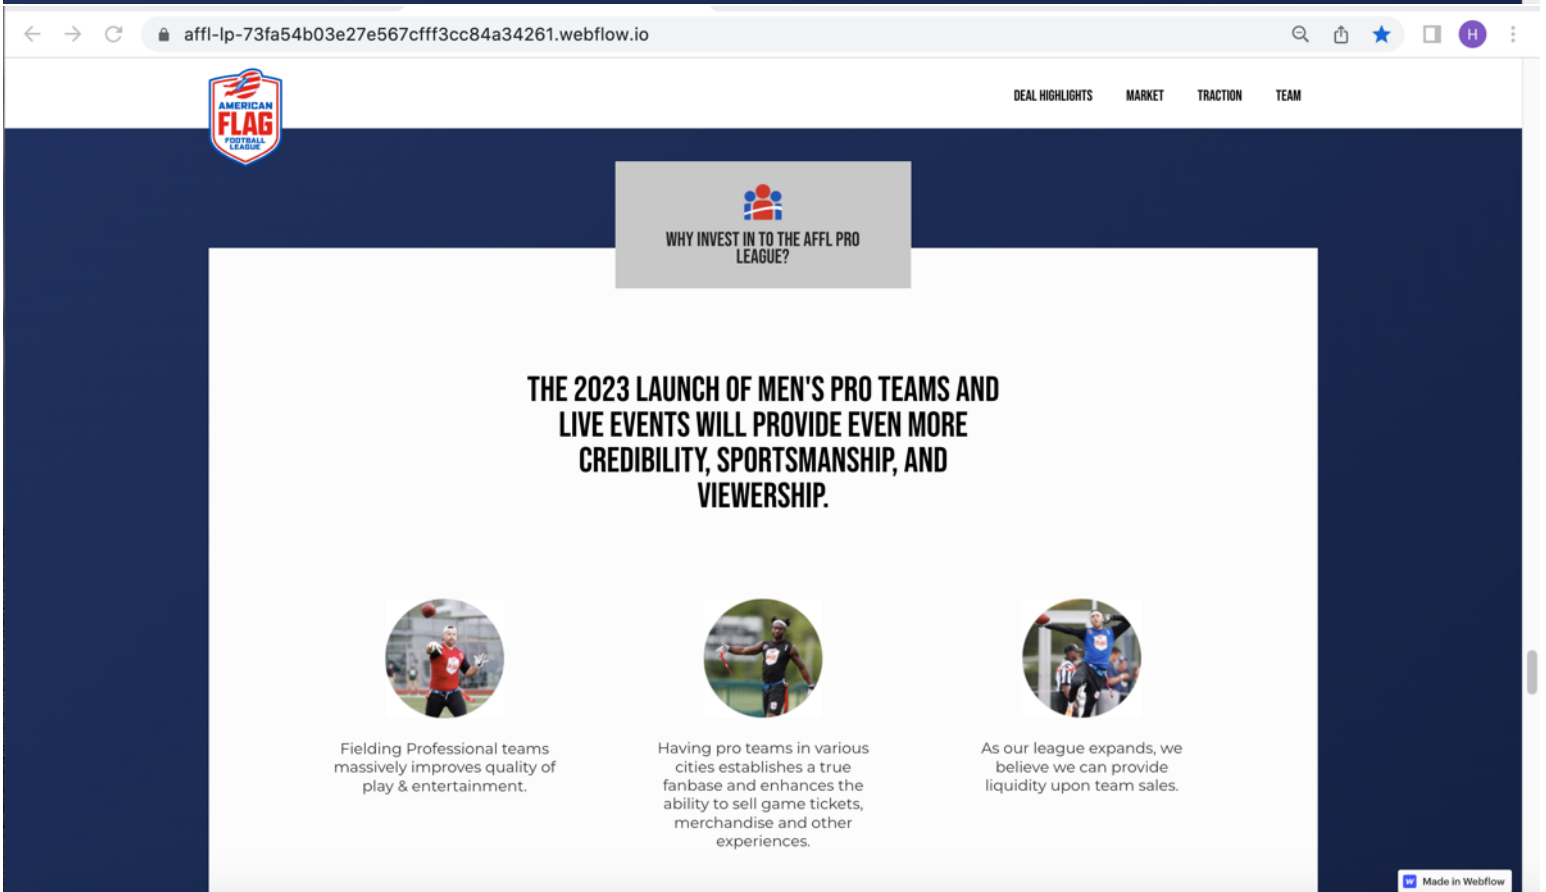 affl-lp-73fa54b03e27e567cfff3cc84a34261.webflow.io
H
AMERICAN
FLAG
FOOTBALL
LEAGUE
DEAL HIGHLIGHTS
MARKET
TRACTION
TEAM
WHY INVEST IN TO THE AFFL PRO
LEAGUE?
THE 2023 LAUNCH OF MEN'S PRO TEAMS AND
LIVE EVENTS WILL PROVIDE EVEN MORE
CREDIBILITY, SPORTSMANSHIP, AND
VIEWERSHIP.
Fielding Professional teams
massively improves quality of
play & entertainment.
Having pro teams in various
cities establishes a true
fanbase and enhances the
ability to sell game tickets,
merchandise and other
experiences.
As our league expands, we
believe we can provide
liquidity upon team sales.
Made in Webflow